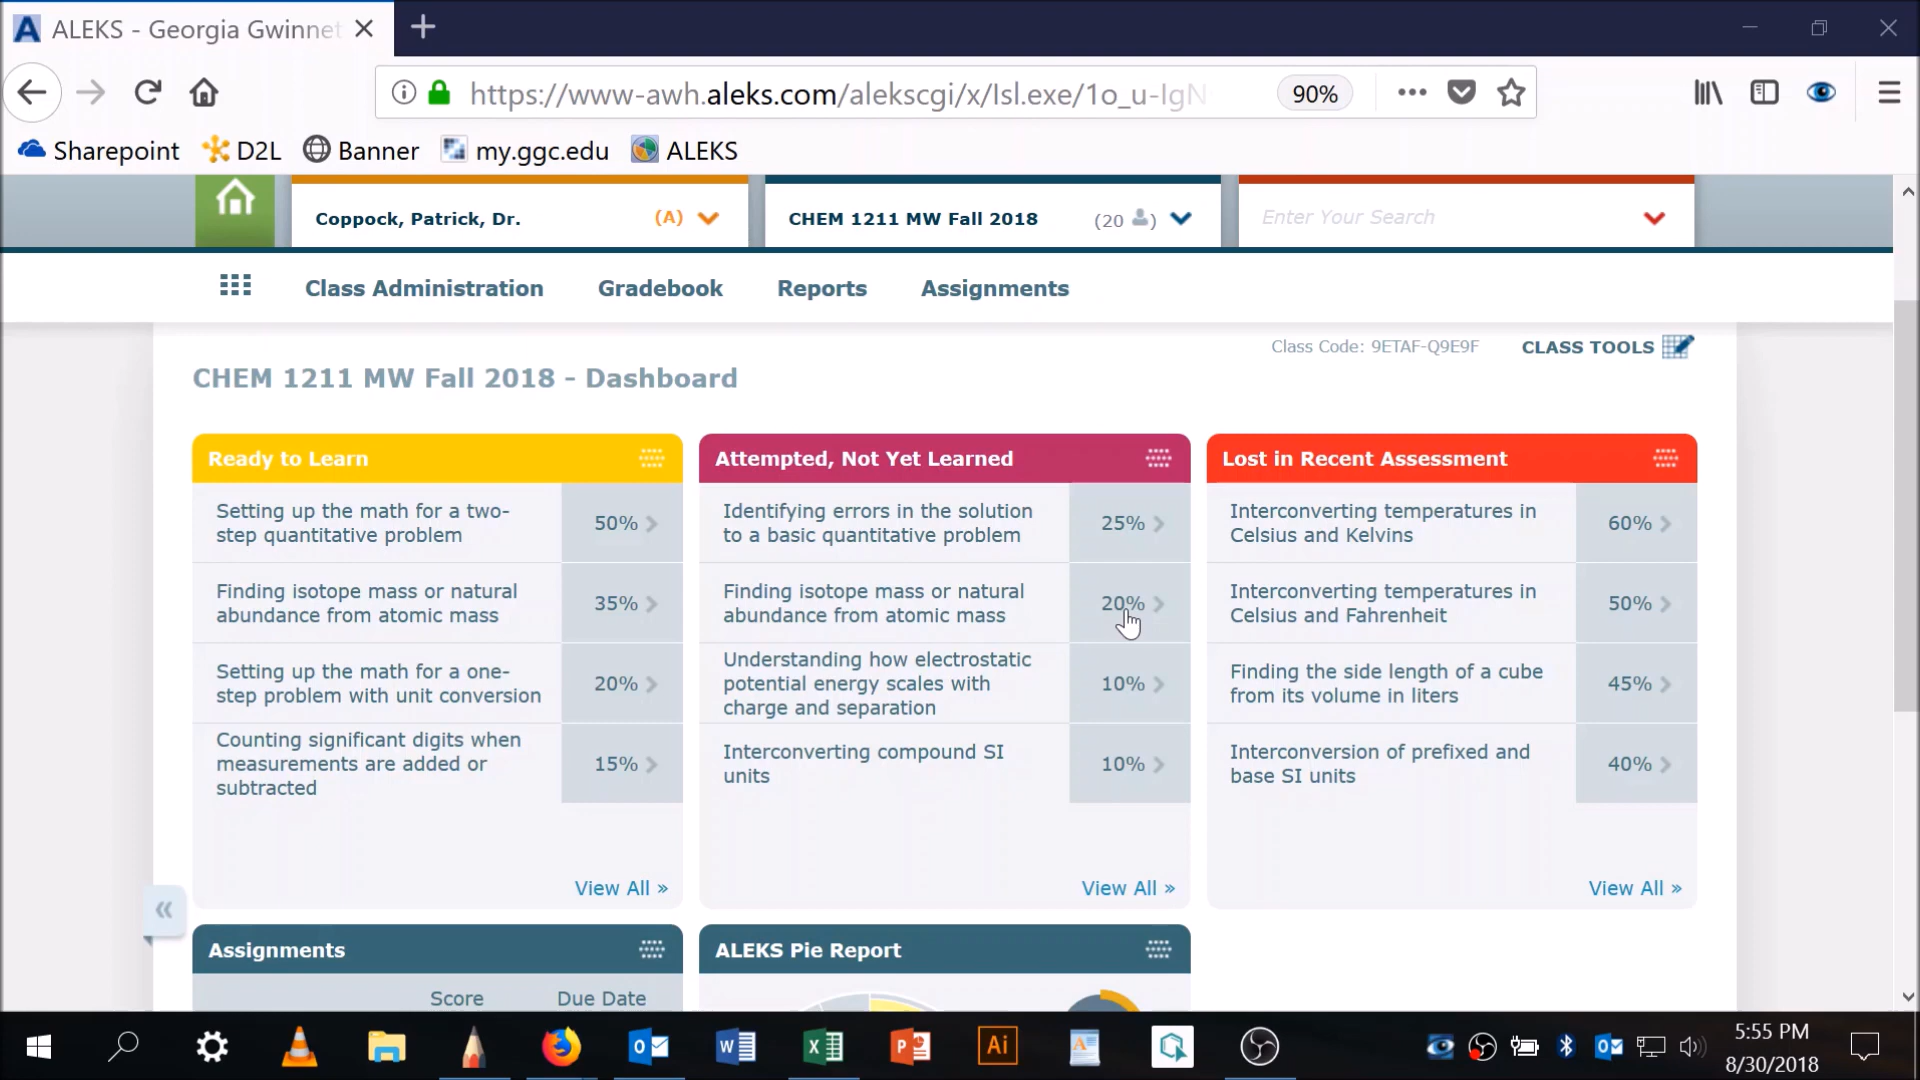 ALEKS - Georgia Gwinnet
https://www-awh.aleks.com/alekscgi/x/Isl.exe/1o_u-IgN
90%
Sharepoint
D2L
Banner
my.ggc.edu
ALEKS
Coppock, Patrick, Dr.
(A)
CHEM 1211 MW Fall 2018
(20 )
Enter Your Search
Class Administration
Gradebook
Reports
Assignments
Class Code: 9ETAF-Q9E9F
CLASS TOOLS
CHEM 1211 MW Fall 2018 - Dashboard
Ready to Learn
Setting up the math for a two-
step quantitative problem
50%
Finding isotope mass or natural
abundance from atomic mass
35%
Setting up the math for a one-
step problem with unit conversion
20%
Counting significant digits when
measurements are added or
subtracted
15%
View All »
Attempted, Not Yet Learned
Identifying errors in the solution
to a basic quantitative problem
25%
Finding isotope mass or natural
abundance from atomic mass
20%
Understanding how electrostatic
potential energy scales with
charge and separation
10%
Interconverting compound SI
units
10%
View All »
Lost in Recent Assessment
Interconverting temperatures in
Celsius and Kelvins
60%
Interconverting temperatures in
Celsius and Fahrenheit
50%
Finding the side length of a cube
from its volume in liters
45%
Interconversion of prefixed and
base SI units
40%
View All »
Assignments
Score
Due Date
ALEKS Pie Report
Ai
5:55 PM
8/30/2018